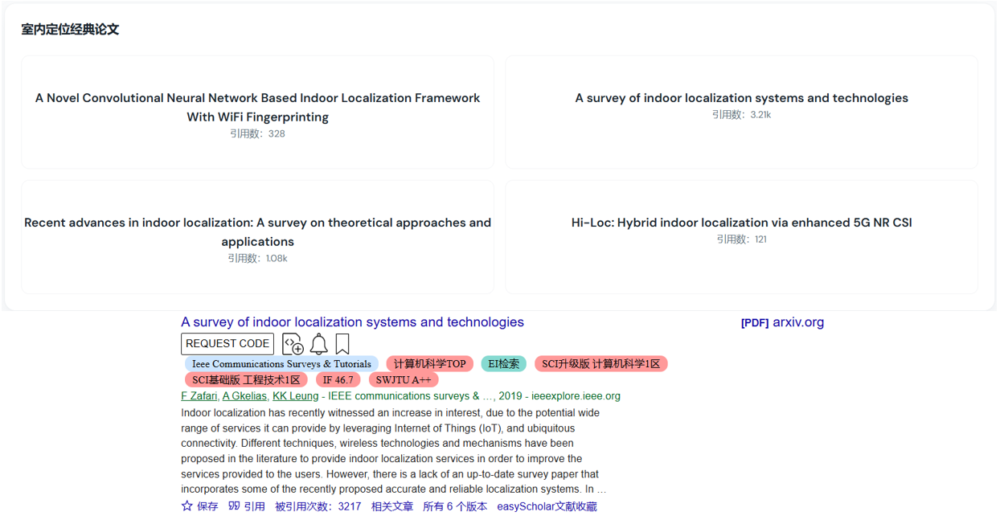 室内定位经典论文
A Novel Convolutional Neural Network Based Indoor Localization Framework
With WiFi Fingerprinting
引用数：328
A survey of indoor localization systems and technologies
引用数：3.21k
Recent advances in indoor localization: A survey on theoretical approaches and
applications
引用数：1.08k
Hi-Loc: Hybrid indoor localization via enhanced 5G NR CSI
引用数：121
A survey of indoor localization systems and technologies
[PDF] arxiv.org
REQUEST CODE
Ieee Communications Surveys & Tutorials 计算机科学TOP EI检索 SCI升级版 计算机科学1区
SCI基础版 工程技术1区 IF 46.7 SWJTU A++
F Zafari, A Gkelias, KK Leung - IEEE communications surveys & …, 2019 - ieeexplore.ieee.org
Indoor localization has recently witnessed an increase in interest, due to the potential wide
range of services it can provide by leveraging Internet of Things (IoT), and ubiquitous
connectivity. Different techniques, wireless technologies and mechanisms have been
proposed in the literature to provide indoor localization services in order to improve the
services provided to the users. However, there is a lack of an up-to-date survey paper that
incorporates some of the recently proposed accurate and reliable localization systems. In …
保存 引用 被引用次数：3217 相关文章 所有 6 个版本 easyScholar文献收藏